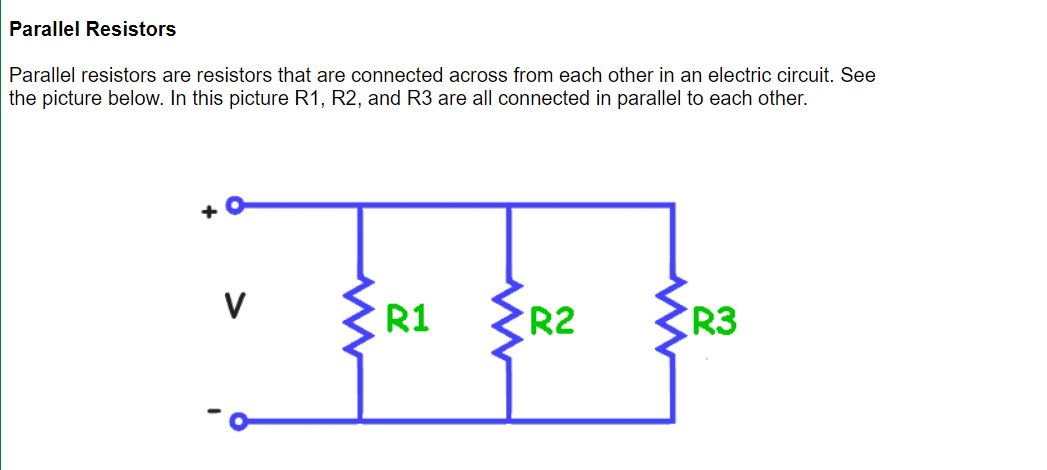 Parallel Resistors
Parallel resistors are resistors that are connected across from each other in an electric circuit. See
the picture below. In this picture R1, R2, and R3 are all connected in parallel to each other.
+
V
R1
R2
R3
-